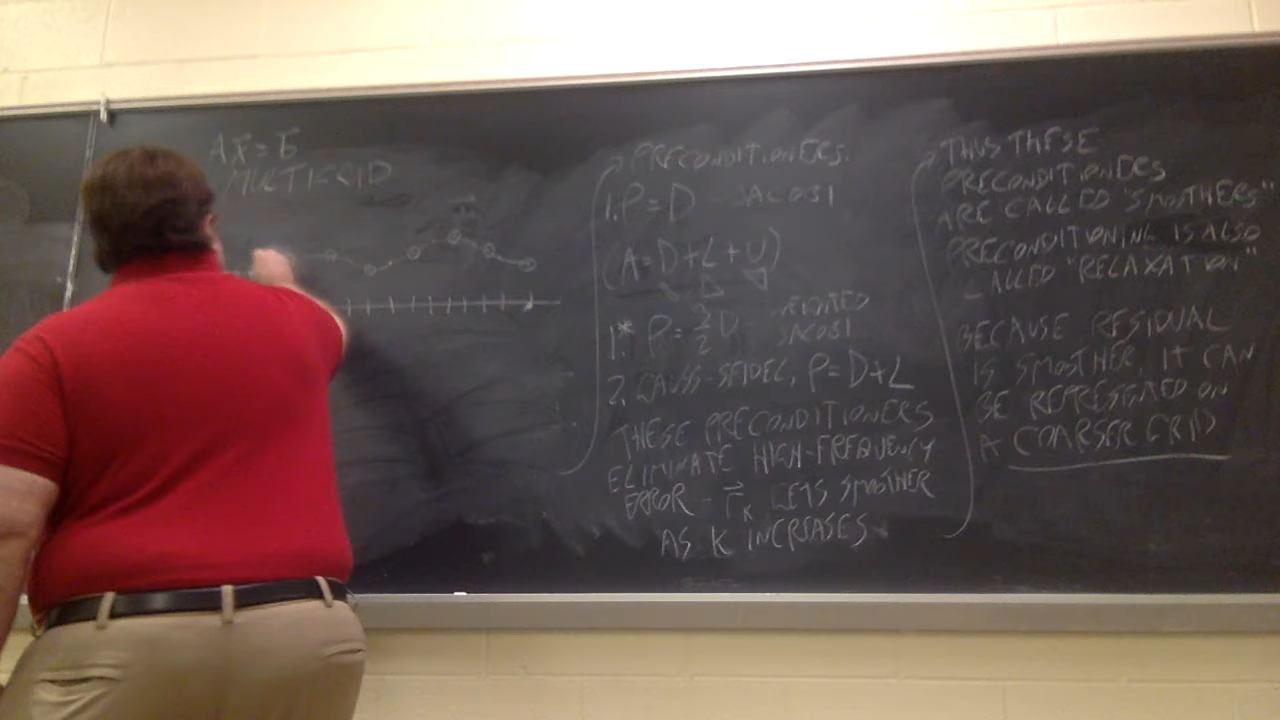 Ax̄ = b̄
MULTIGRID
PRECONDITIONERS:
1. P = D JACOBI
(A = D + L + U)
1.* P = 3/2 D WEIGHTED
JACOBI
2. GAUSS-SEIDEL, P = D + L
THESE PRECONDITIONERS
ELIMINATE HIGH-FREQUENCY
ERROR - r⃗ₖ GETS SMOOTHER
AS K INCREASES
THUS THESE
PRECONDITIONERS
ARE CALLED "SMOOTHERS"
PRECONDITIONING IS ALSO
CALLED "RELAXATION"
BECAUSE RESIDUAL
IS SMOOTHER, IT CAN
BE REPRESENTED ON
A COARSER GRID